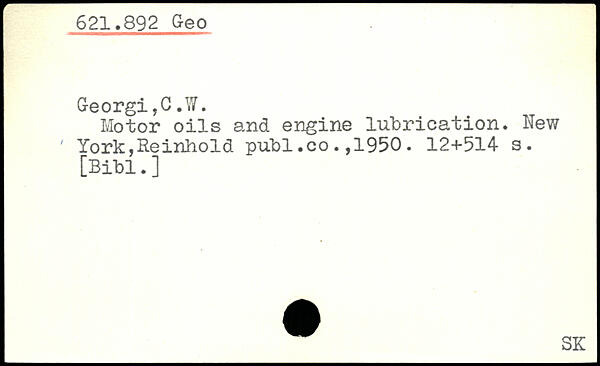 621.892 Geo
Georgi,C.W.
Motor oils and engine lubrication. New
York,Reinhold publ.co.,1950. 12+514 s.
[Bibl.]
SK